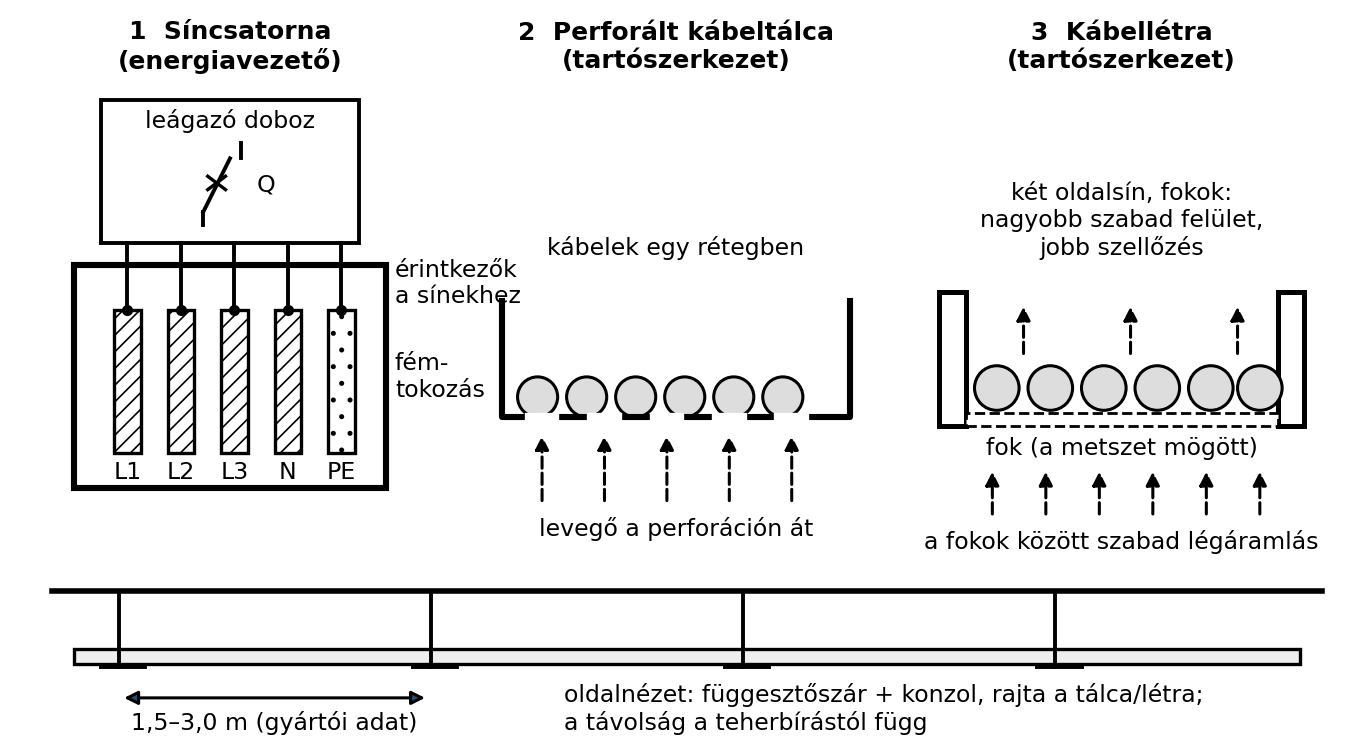 1  Síncsatorna
(energiavezető)
2  Perforált kábeltálca
(tartószerkezet)
3  Kábellétra
(tartószerkezet)
leágazó doboz
Q
érintkezők
a sínekhez
fém-
tokozás
L1 L2 L3 N PE
kábelek egy rétegben
levegő a perforáción át
két oldalsín, fokok:
nagyobb szabad felület,
jobb szellőzés
fok (a metszet mögött)
a fokok között szabad légáramlás
1,5–3,0 m (gyártói adat)
oldalnézet: függesztőszár + konzol, rajta a tálca/létra;
a távolság a teherbírástól függ